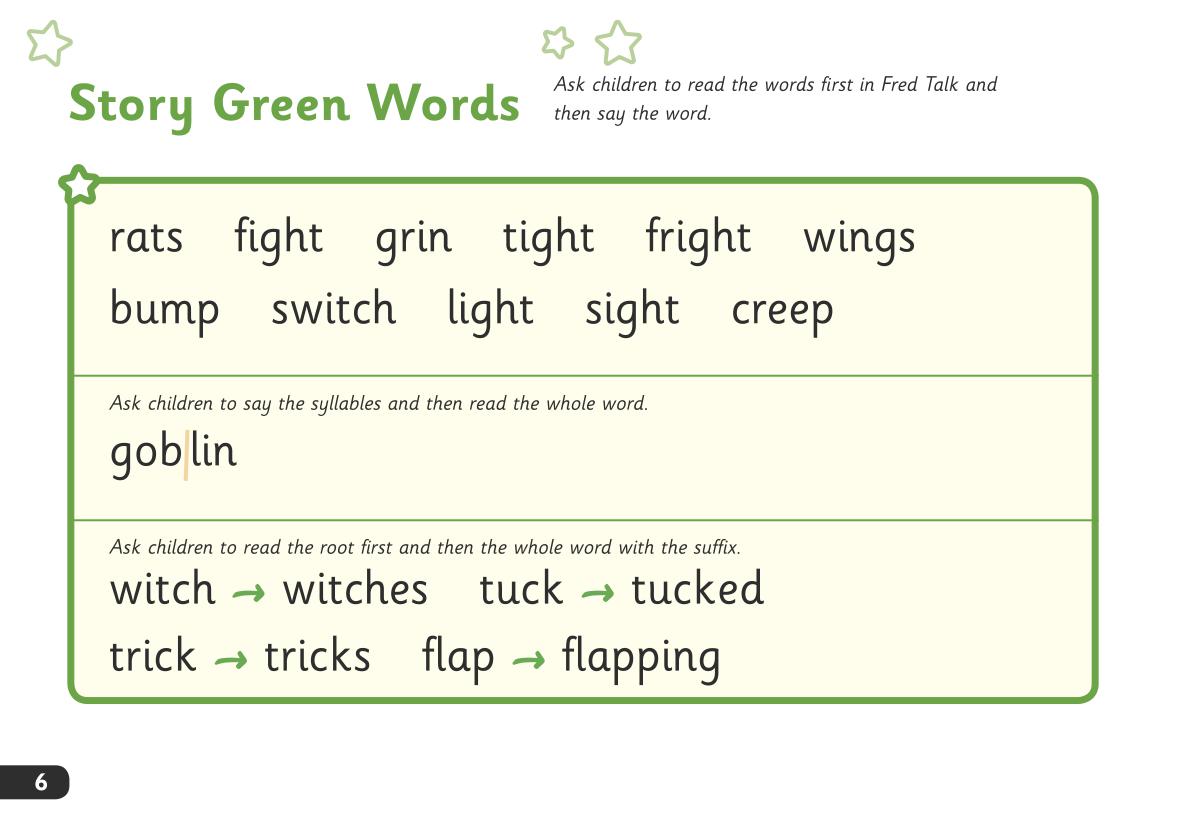 Story Green Words
Ask children to read the words first in Fred Talk and
then say the word.
rats fight grin tight fright wings
bump switch light sight creep
Ask children to say the syllables and then read the whole word.
gob|lin
Ask children to read the root first and then the whole word with the suffix.
witch → witches tuck → tucked
trick → tricks flap → flapping
6